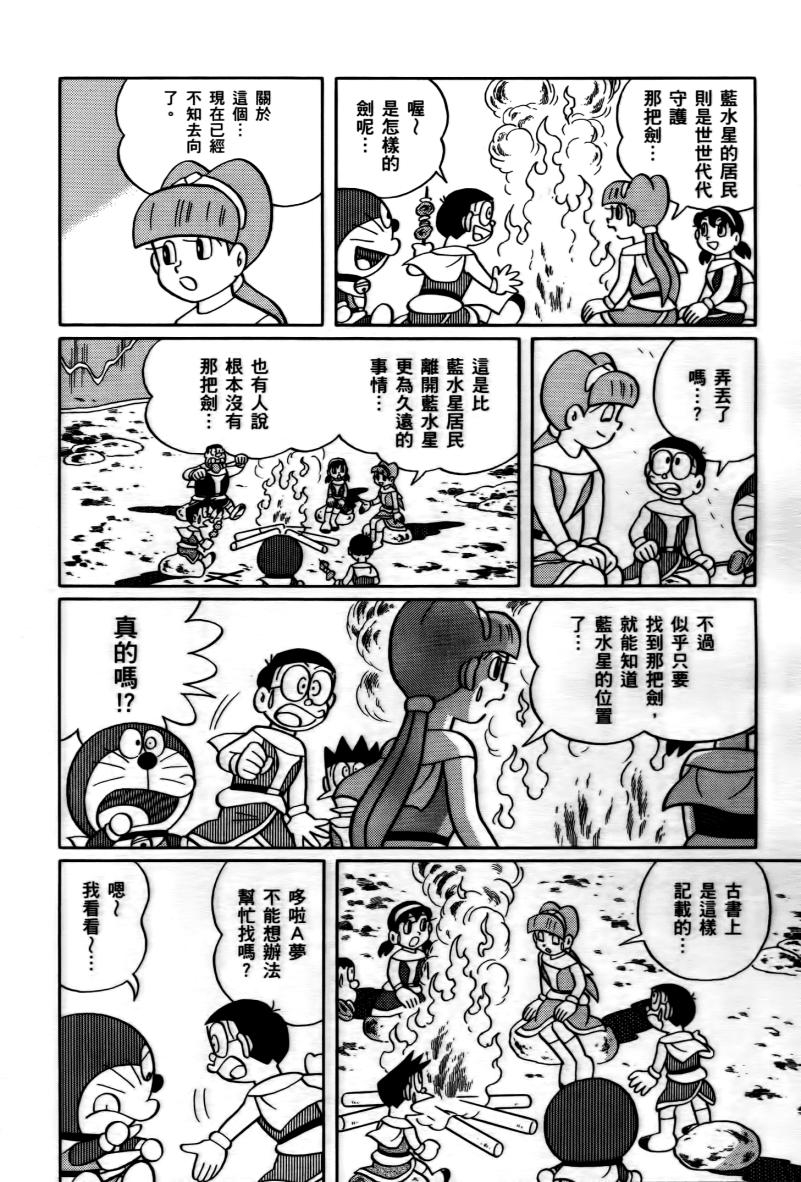 藍水星的居民
則是世世代代
守護
那把劍…
喔~
是怎樣的
劍呢…
關於
這個…
現在已經
不知去向
了。
弄丟了
嗎…?
這是比
藍水星居民
離開藍水星
更為久遠的
事情…
也有人說
根本沒有
那把劍…
不過
似乎只要
找到那把劍，
就能知道
藍水星的位置
了…
真的嗎!?
古書上
是這樣
記載的…
哆啦A夢
不能想辦法
幫忙找嗎?
嗯~
我看看~…